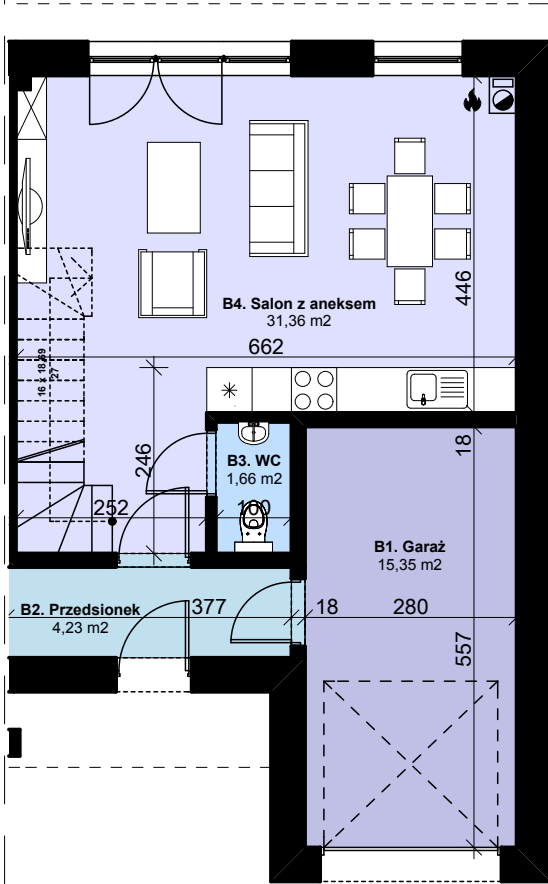 B4. Salon z aneksem
31,36 m2
446
662
16 x 18,69
27
246
18
B3. WC
1,66 m2
252
B1. Garaż
15,35 m2
B2. Przedsionek
4,23 m2
377
18
280
557